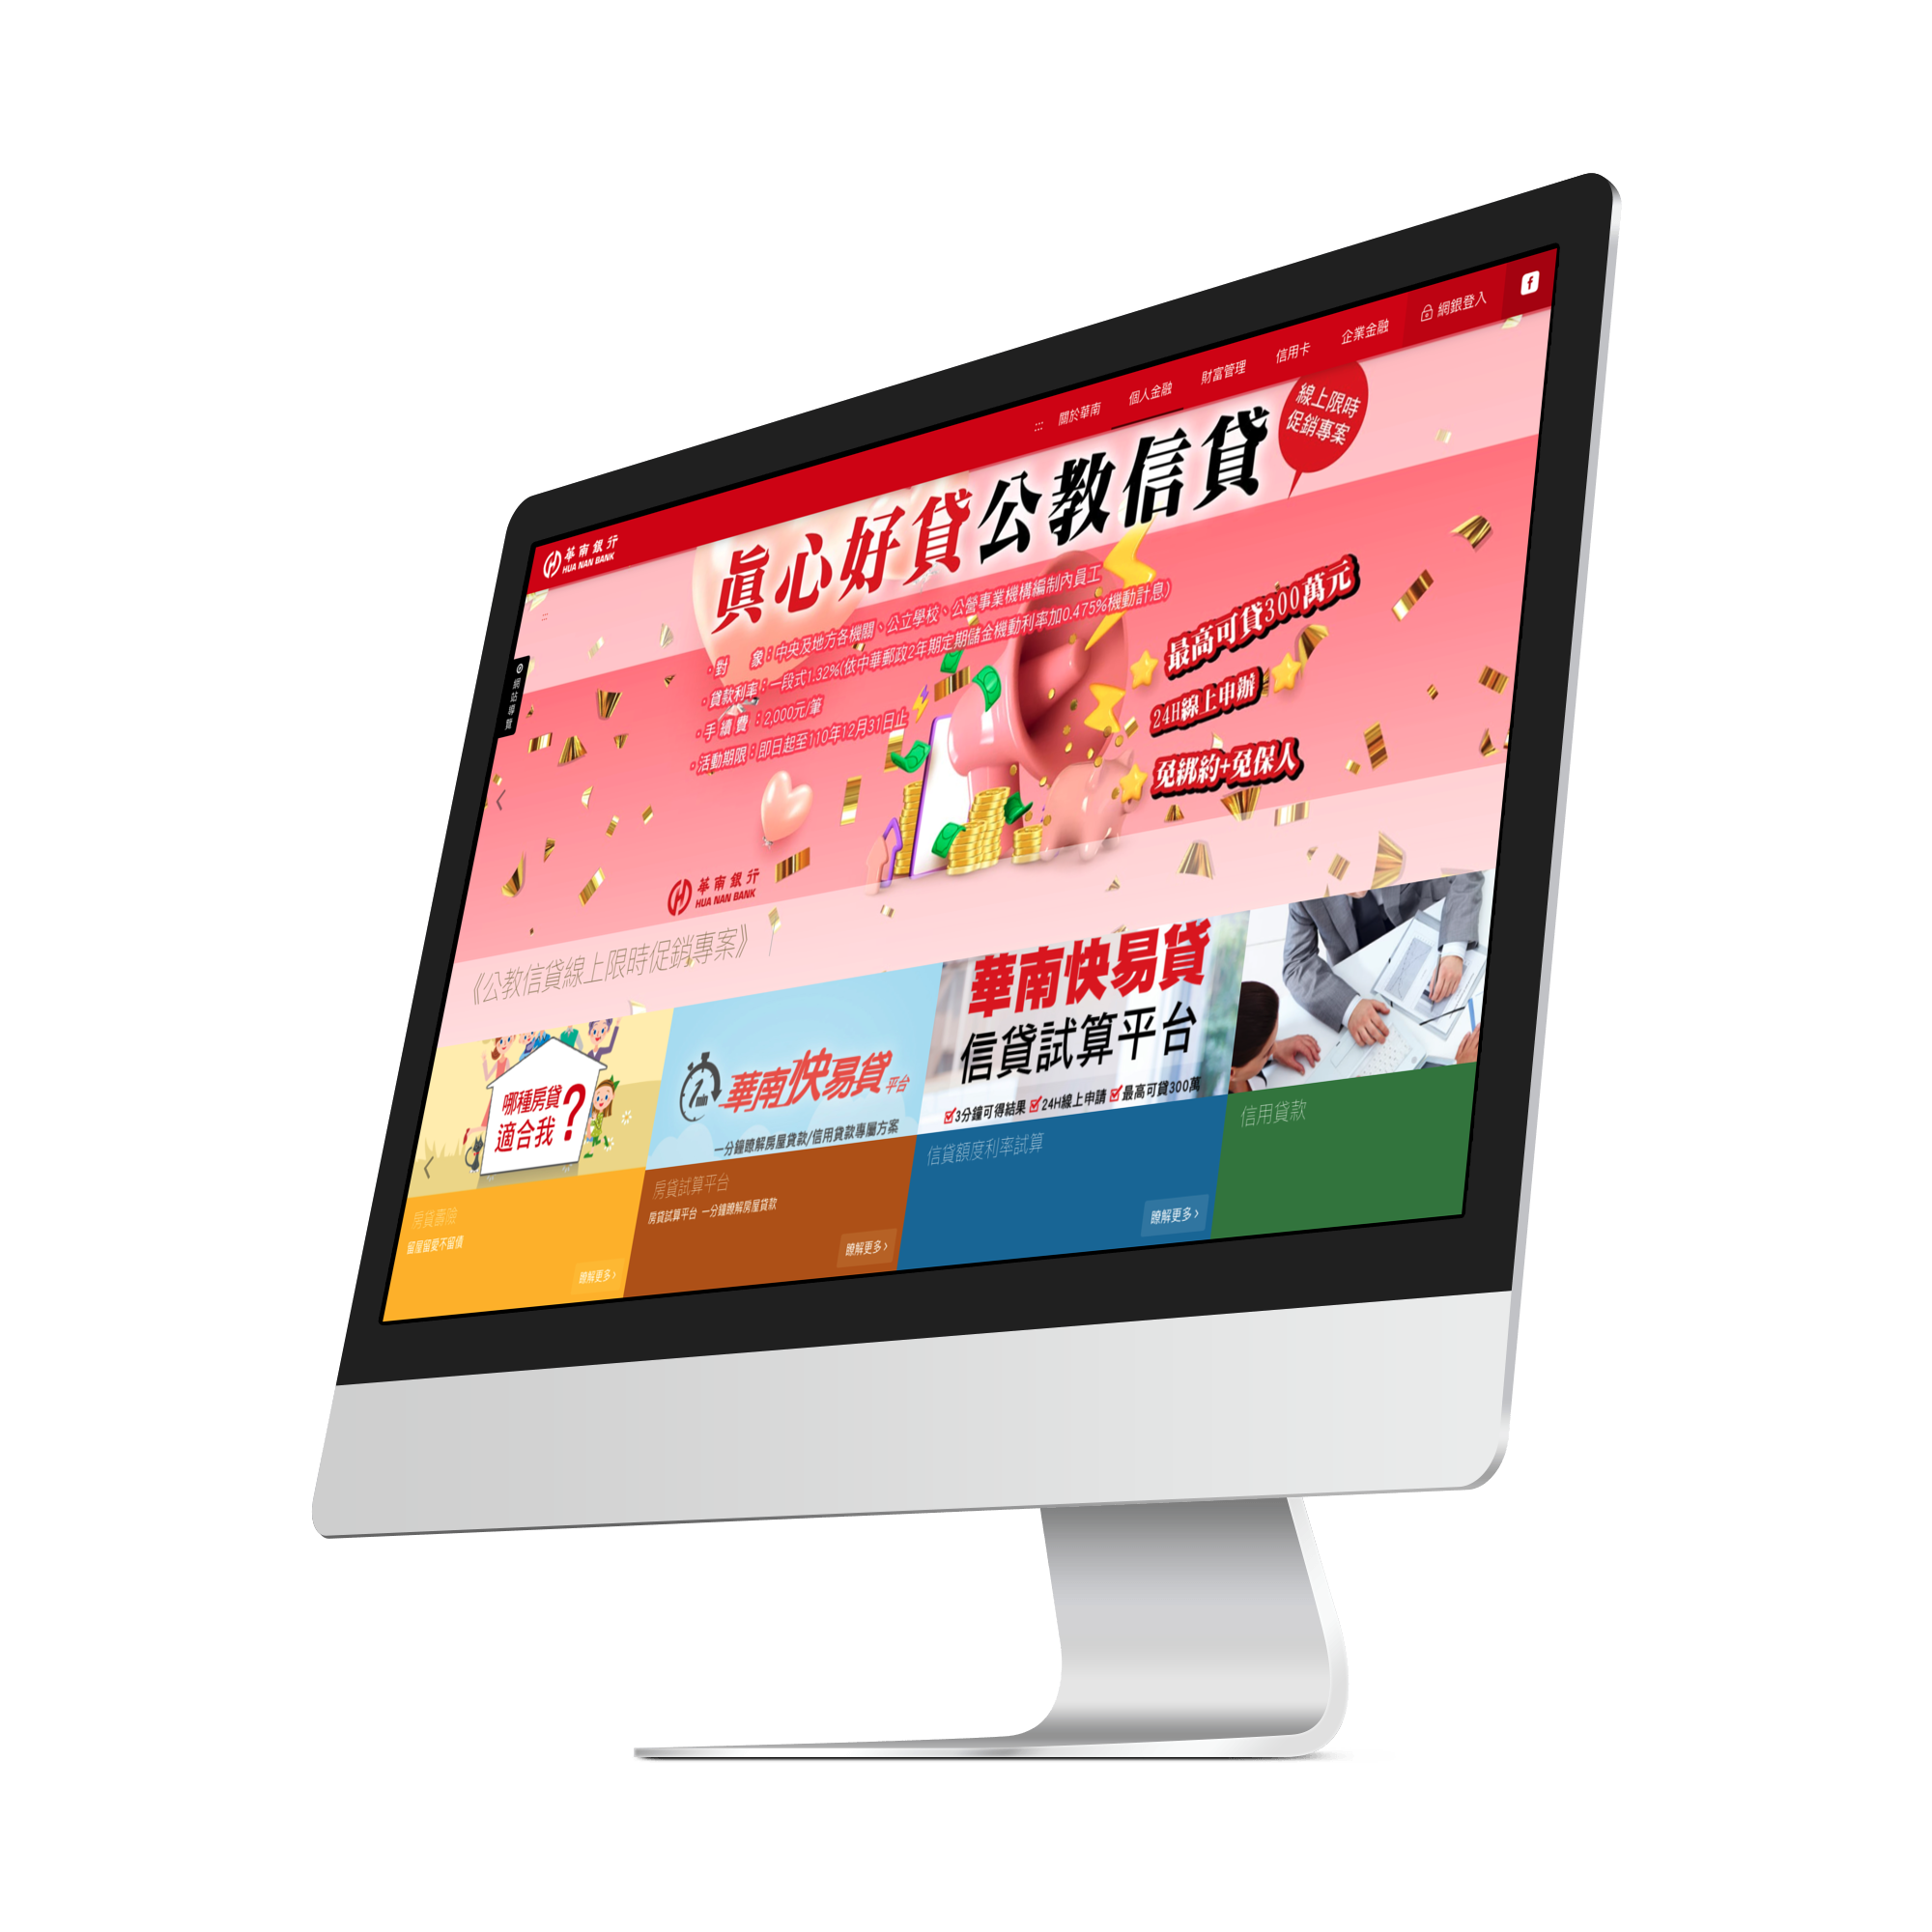 華南銀行
HUA NAN BANK
關於華南
個人金融
財富管理
信用卡
企業金融
網銀登入
網站導覽
眞心好貸公教信貸
線上限時
促銷專案
・對 象：中央及地方各機關、公立學校、公營事業機構編制內員工
・貸款利率：一段式1.32%(依中華郵政2年期定期儲金機動利率加0.475%機動計息)
・手續費：2,000元/筆
・活動期限：即日起至110年12月31日止
最高可貸300萬元
24H線上申辦
免綁約+免保人
華南銀行
HUA NAN BANK
《公教信貸線上限時促銷專案》
哪種房貸
適合我?
房貸壽險
留屋留愛不留債
瞭解更多
1 min
華南快易貸平台
一分鐘瞭解房屋貸款/信用貸款專屬方案
房貸試算平台
房貸試算平台 一分鐘瞭解房屋貸款
瞭解更多
華南快易貸
信貸試算平台
3分鐘可得結果 24H線上申請 最高可貸300萬
信貸額度利率試算
瞭解更多
信用貸款